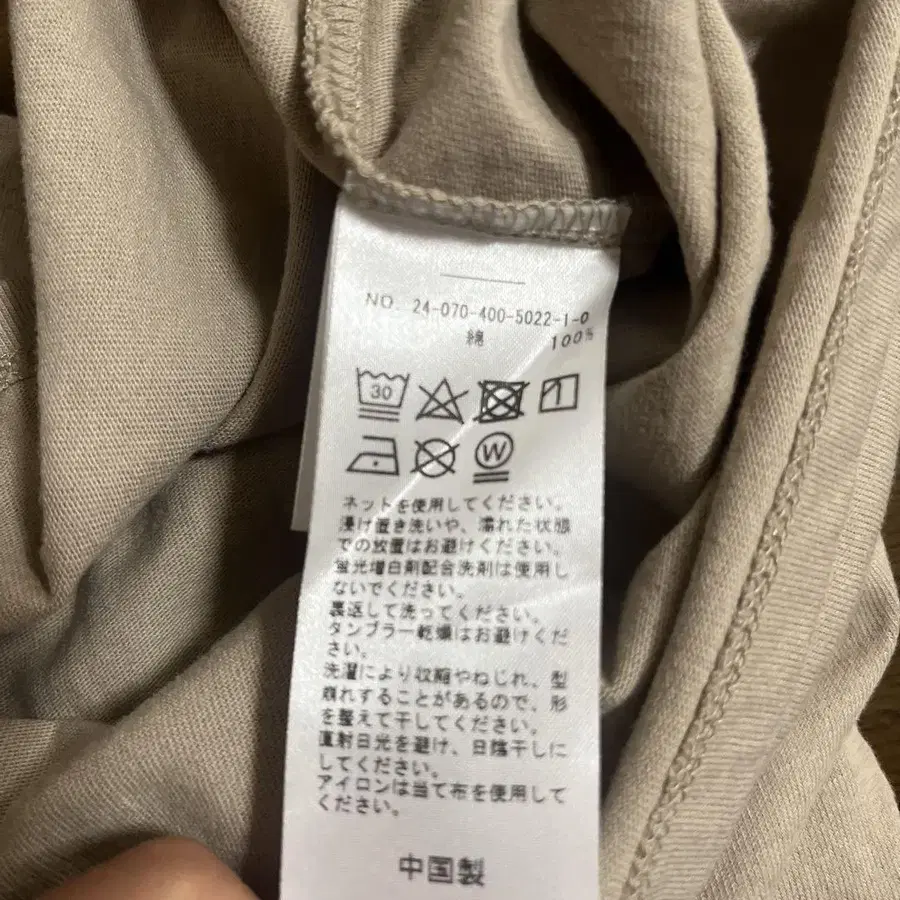 NO. 24-070-400-5022-1-0
綿 100%
30
W
ネットを使用してください。
浸け置き洗いや、濡れた状態
での放置はお避けください。
蛍光増白剤配合洗剤は使用し
ないでください。
裏返して洗ってください。
タンブラー乾燥はお避けくださ
い。
洗濯により収縮やねじれ、型
崩れすることがあるので、形
を整えて干してください。
直射日光を避け、日陰干しに
してください。
アイロンは当て布を使用して
ください。
中国製